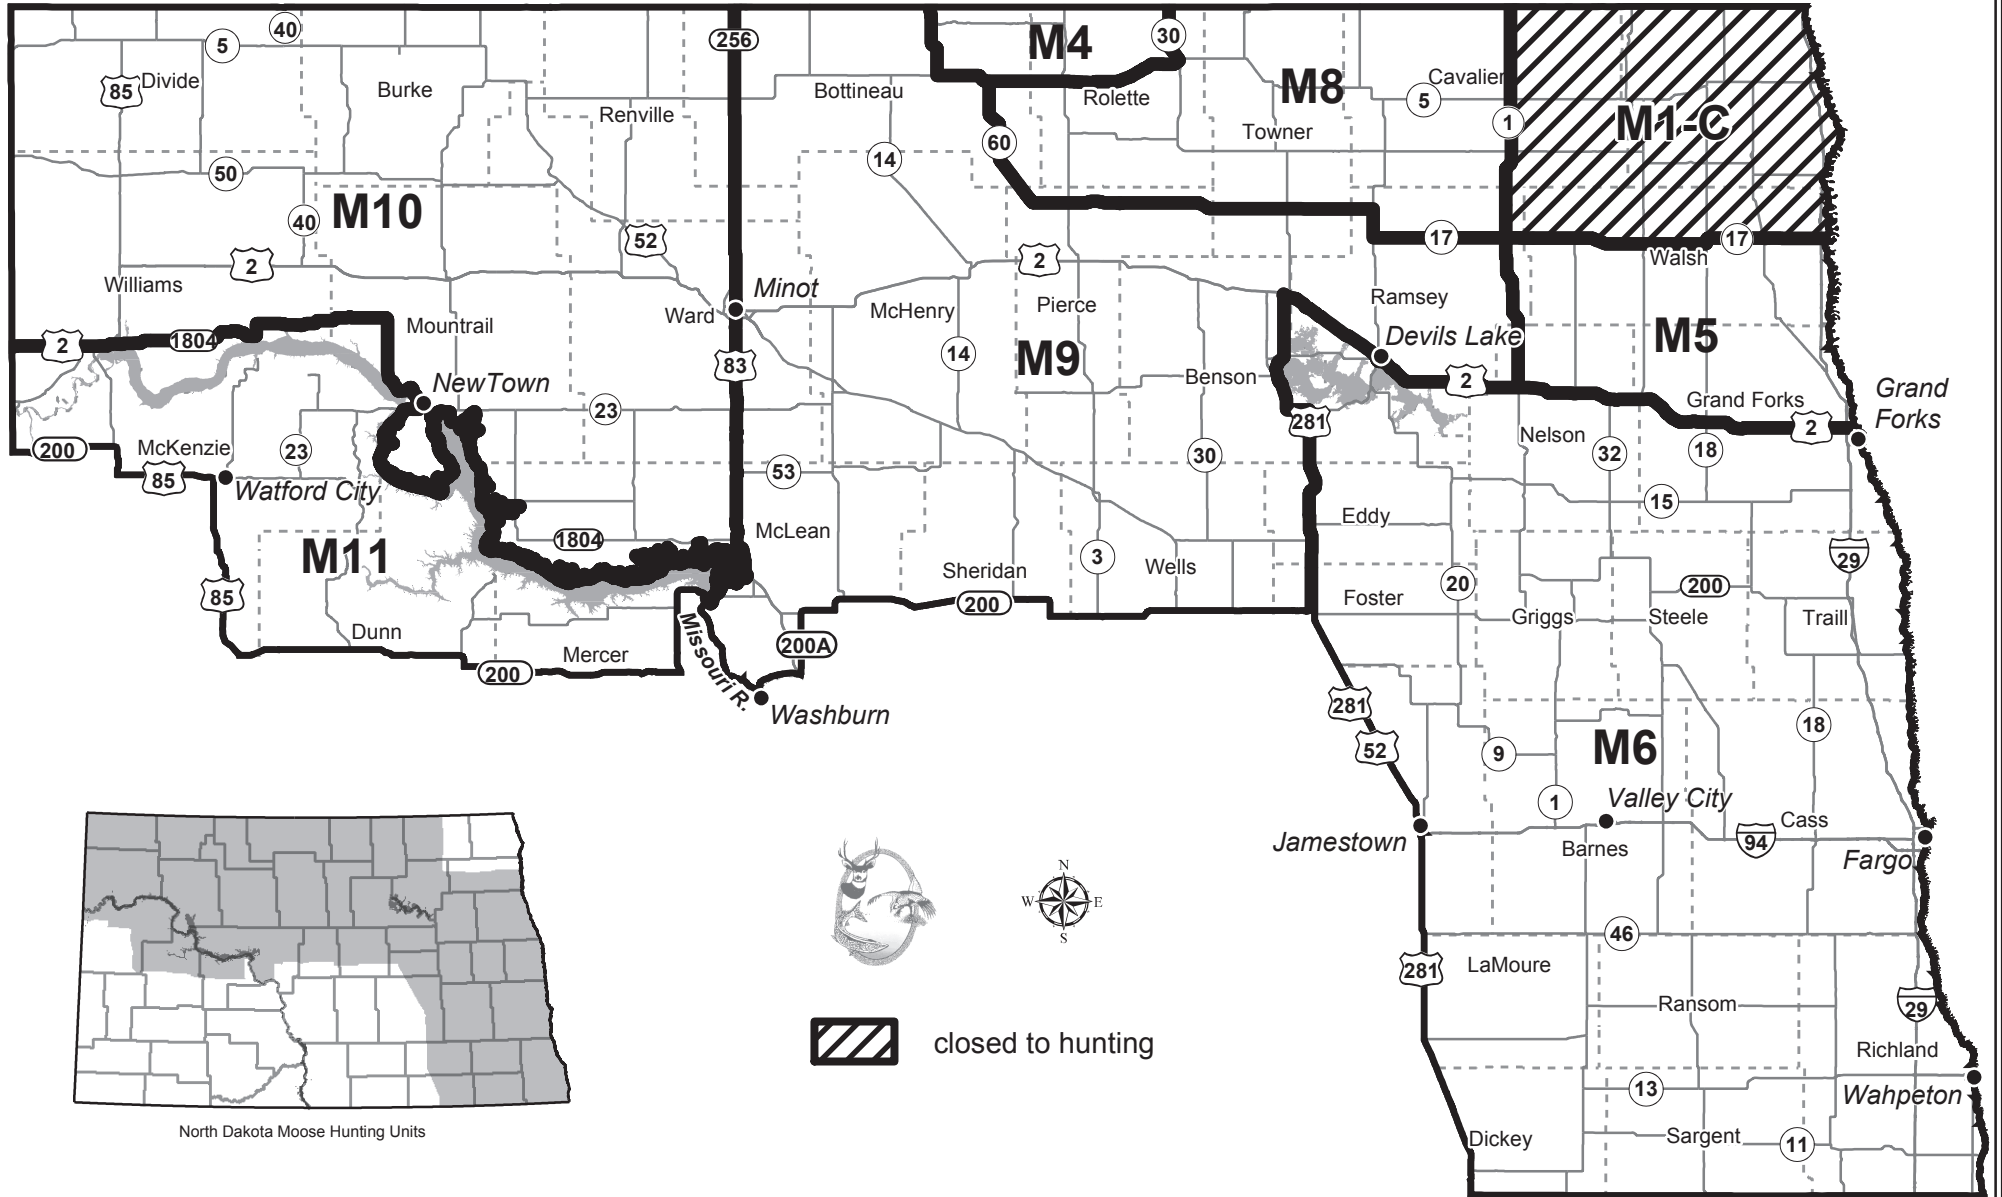 40
256
M4
30
5
85
Divide
Burke
Renville
Bottineau
Rolette
M8
Cavalier
5
Towner
1
M1-C
60
14
50
40
M10
52
2
Williams
2
17
17
Walsh
Minot
Ward
McHenry
Pierce
Ramsey
Mountrail
2
1804
83
14
M9
Devils Lake
M5
Benson
2
NewTown
23
281
Grand Forks
2
Grand
Forks
Nelson
32
18
200
McKenzie
23
85
Watford City
53
30
15
Eddy
McLean
1804
M11
3
Wells
Sheridan
200
85
20
200
29
Foster
Griggs
Steele
Traill
Dunn
200
Mercer
Missouri R.
200A
Washburn
281
52
9
M6
18
1
Valley City
Cass
94
Jamestown
Barnes
Fargo
46
281
LaMoure
Ransom
29
Richland
13
Wahpeton
Dickey
Sargent
11
N
W
E
S
closed to hunting
North Dakota Moose Hunting Units